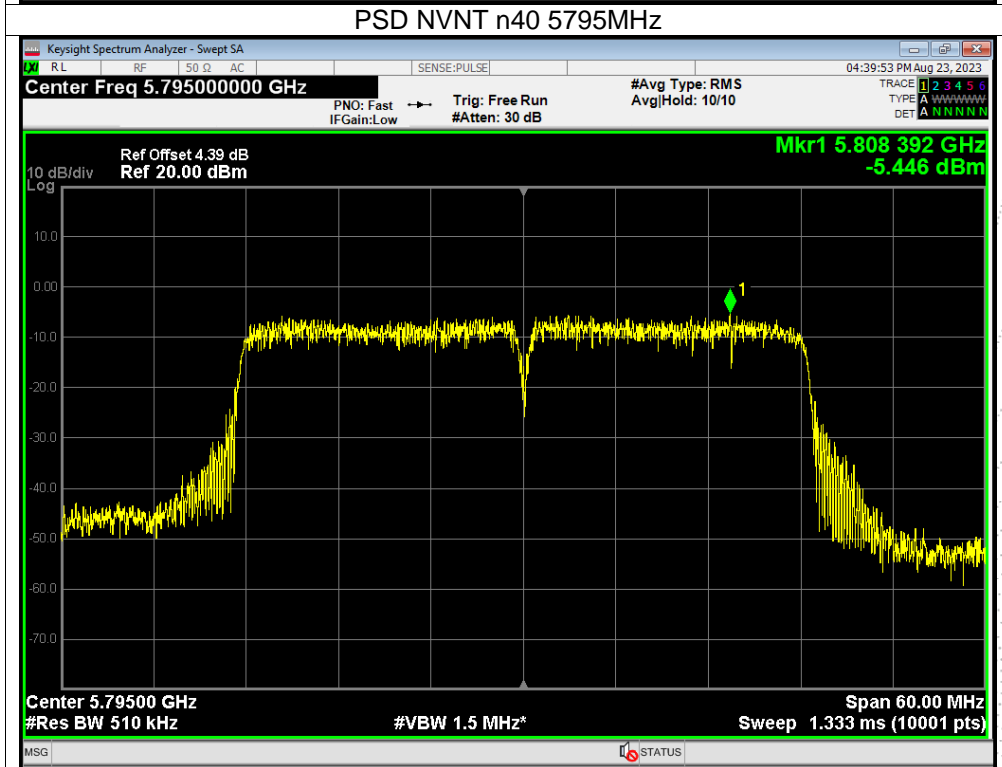 PSD NVNT n40 5795MHz
Keysight Spectrum Analyzer - Swept SA
LXI RL RF 50 Ω AC SENSE:PULSE 04:39:53 PM Aug 23, 2023
Center Freq 5.795000000 GHz
#Avg Type: RMS
TRACE 1 2 3 4 5 6
PNO: Fast Trig: Free Run Avg|Hold: 10/10
TYPE A WWWWW
IFGain:Low #Atten: 30 dB
DET A N N N N N
Mkr1 5.808 392 GHz
Ref Offset 4.39 dB
10 dB/div Ref 20.00 dBm -5.446 dBm
Log
10.0
0.00
1
-10.0
-20.0
-30.0
-40.0
-50.0
-60.0
-70.0
Center 5.79500 GHz Span 60.00 MHz
#Res BW 510 kHz #VBW 1.5 MHz* Sweep 1.333 ms (10001 pts)
MSG STATUS